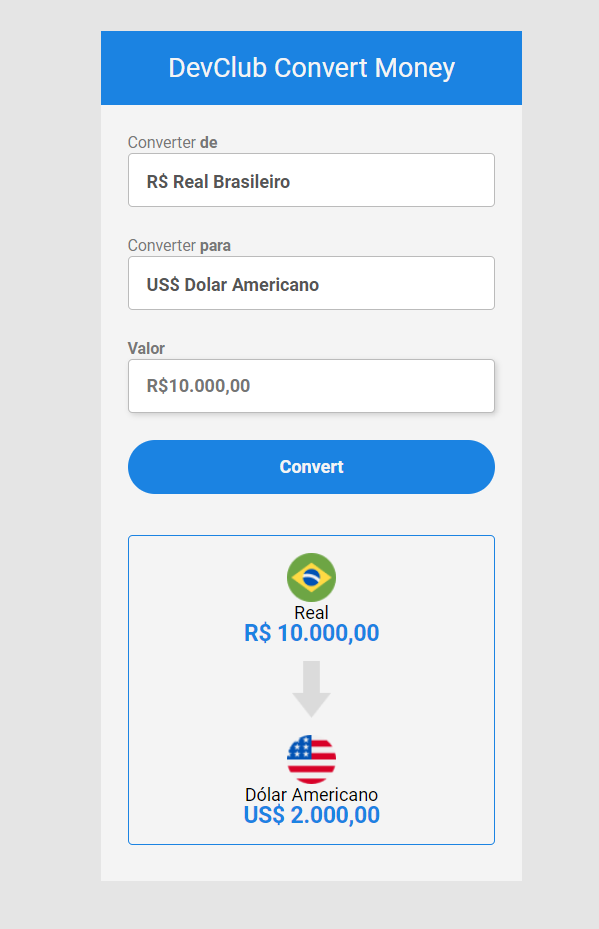 DevClub Convert Money
Converter de
R$ Real Brasileiro
Converter para
US$ Dolar Americano
Valor
R$10.000,00
Convert
Real
R$ 10.000,00
Dólar Americano
US$ 2.000,00